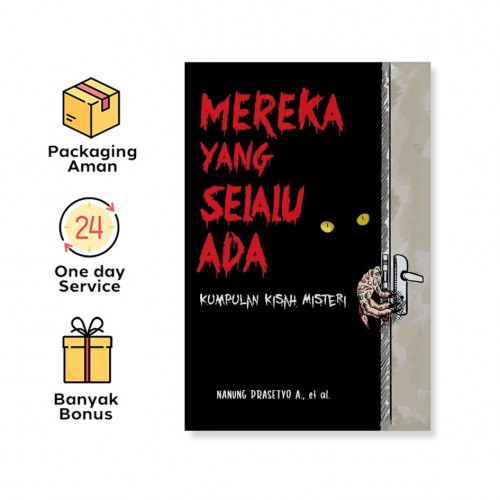 Packaging
Aman
24
One day
Service
Banyak
Bonus
MEREKA
YANG
SELALU
ADA
KUMPULAN KISAH MISTERI
NANUNG PRASETYO A., et al.